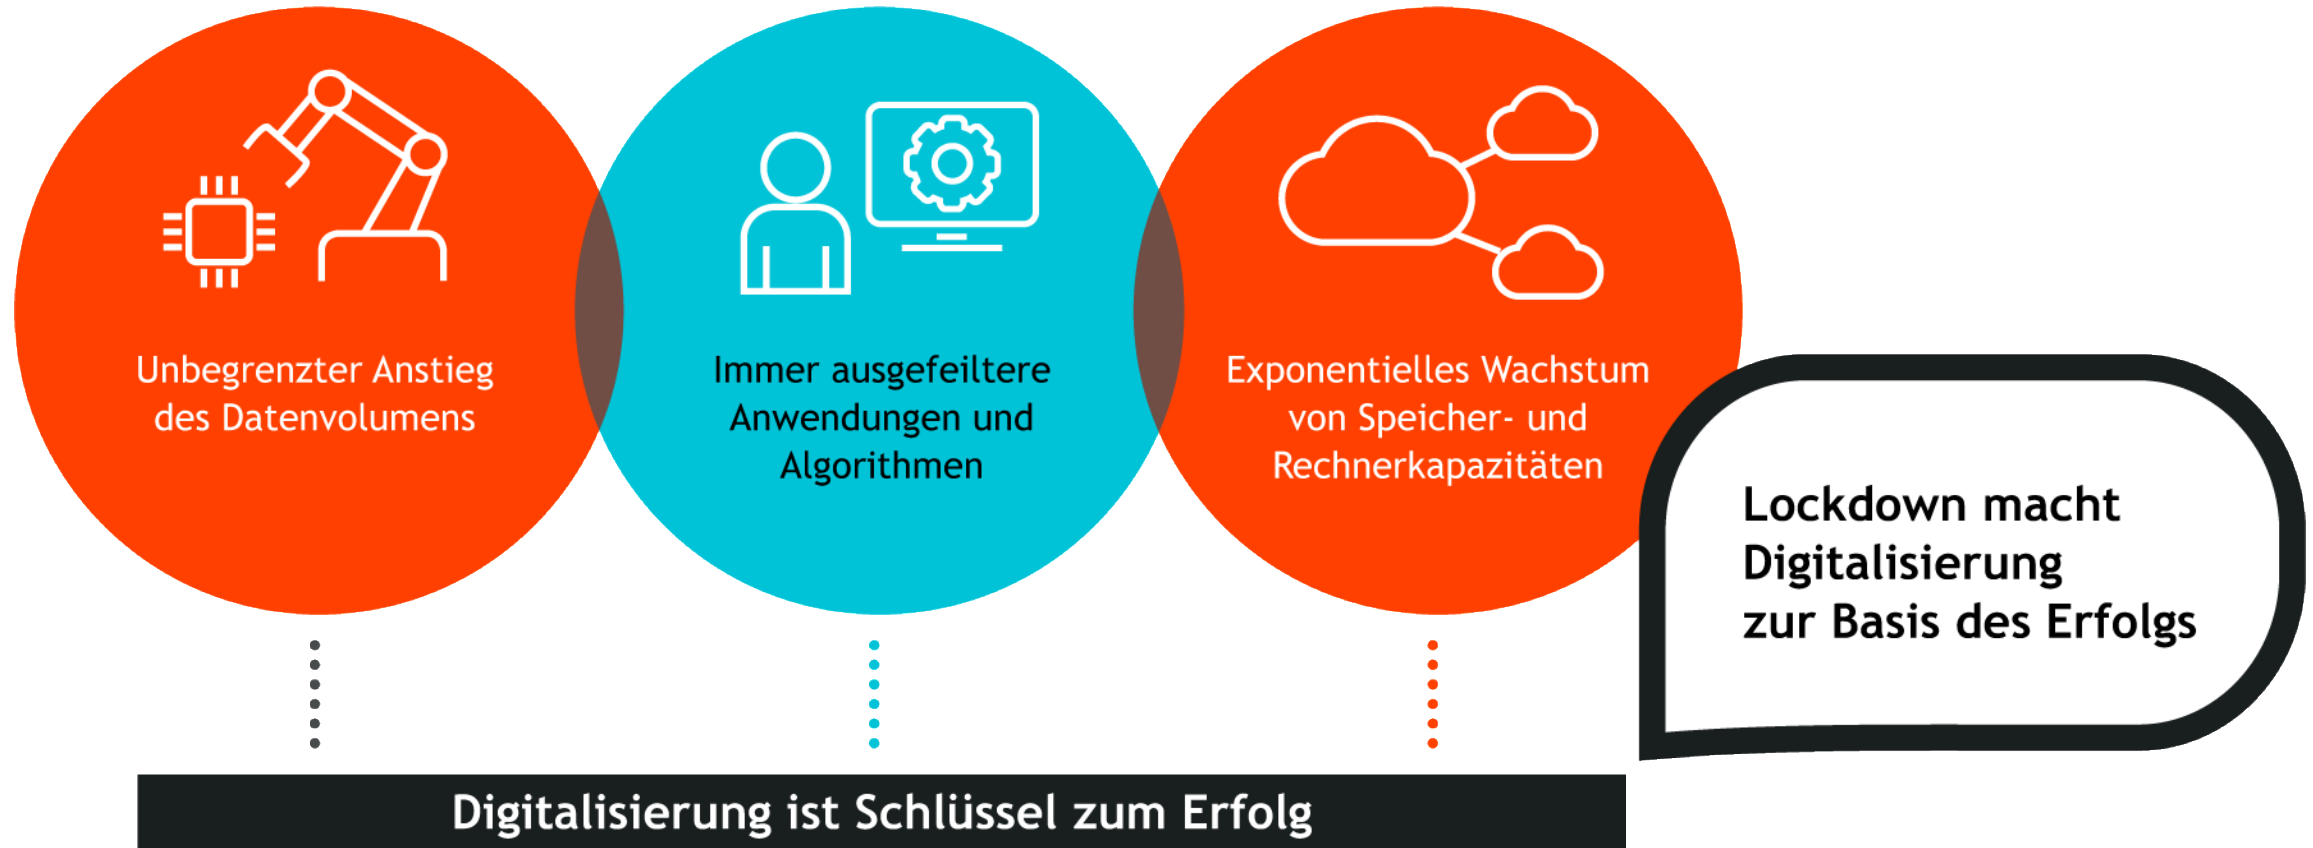 Unbegrenzter Anstieg
des Datenvolumens
Immer ausgefeiltere
Anwendungen und
Algorithmen
Exponentielles Wachstum
von Speicher- und
Rechnerkapazitäten
Lockdown macht
Digitalisierung
zur Basis des Erfolgs
Digitalisierung ist Schlüssel zum Erfolg